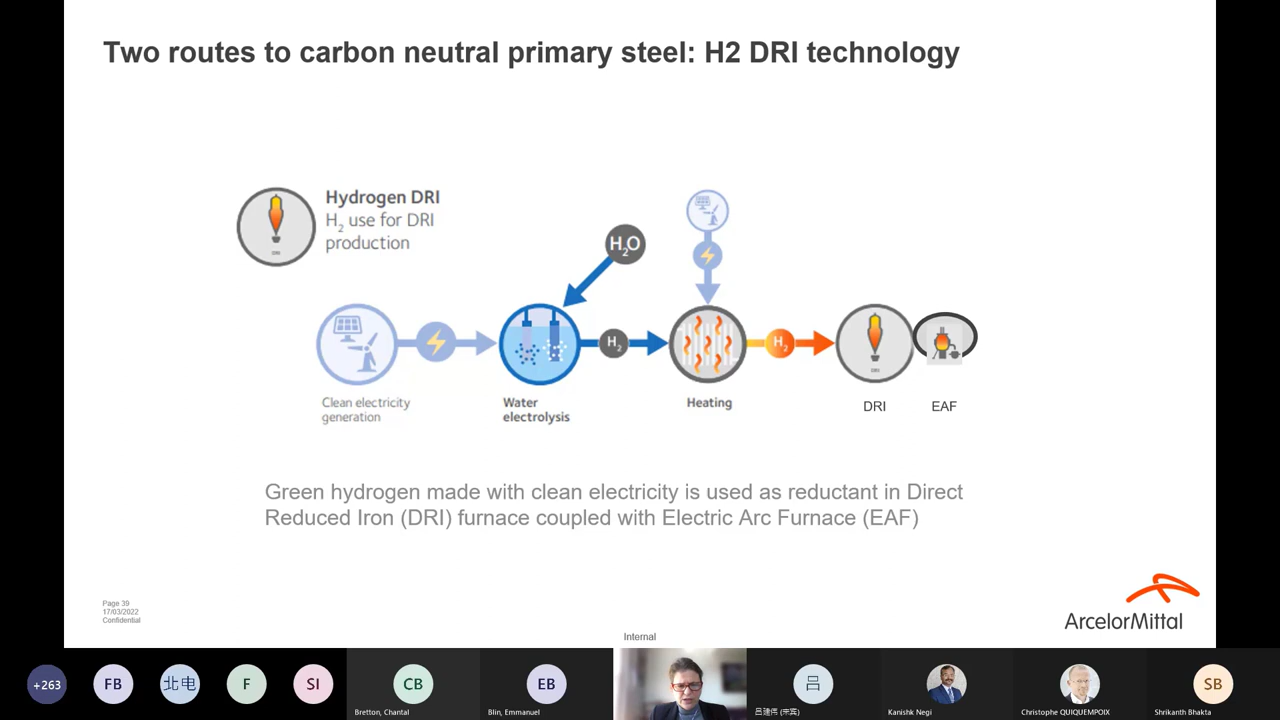 Two routes to carbon neutral primary steel: H2 DRI technology
Hydrogen DRI
H2 use for DRI
production
DRI
H2O
H2
H2
Clean electricity
generation
Water
electrolysis
Heating
DRI
DRI
EAF
Green hydrogen made with clean electricity is used as reductant in Direct
Reduced Iron (DRI) furnace coupled with Electric Arc Furnace (EAF)
Page 39
17/03/2022
Confidential
ArcelorMittal
Internal
+263
FB
北电
F
SI
CB
Bretton, Chantal
EB
Blin, Emmanuel
吕
Kanishk Negi
Christophe QUIQUEMPOIX
SB
Shrikanth Bhakta